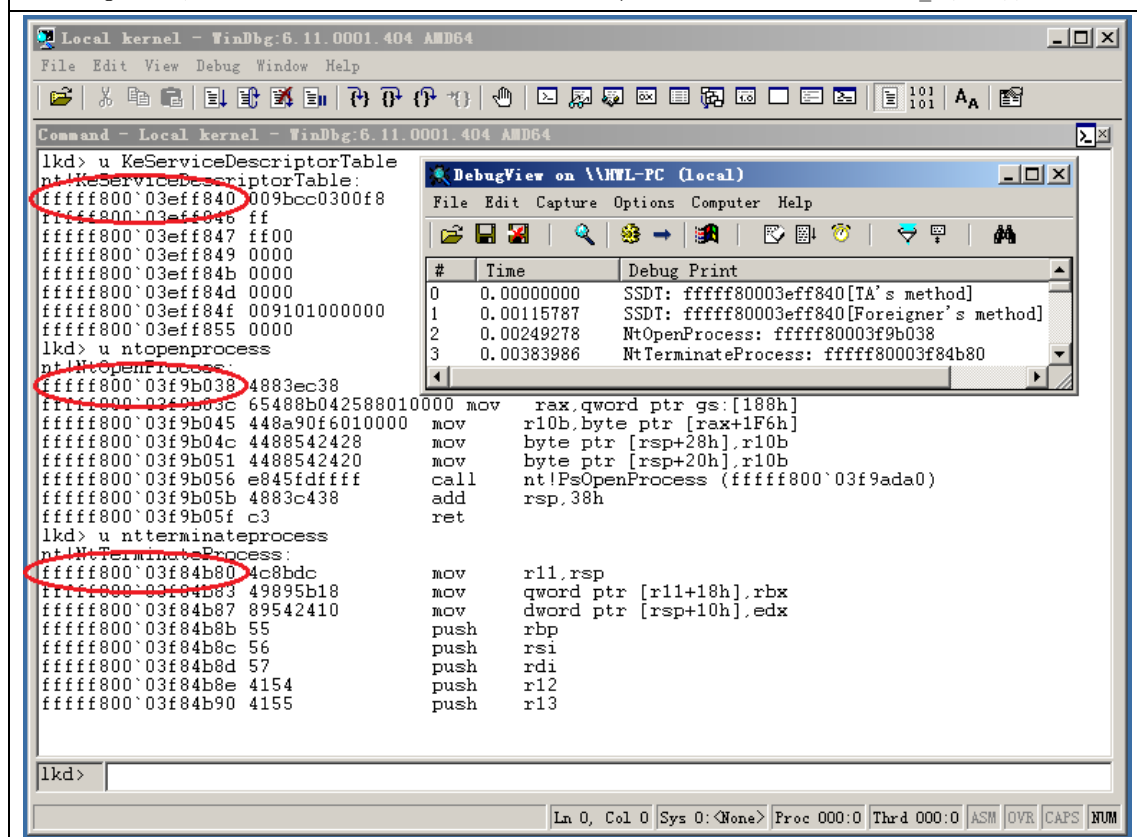 Local kernel - WinDbg:6.11.0001.404 AMD64
File Edit View Debug Window Help
Command - Local kernel - WinDbg:6.11.0001.404 AMD64
lkd> u KeServiceDescriptorTable
nt!KeServiceDescriptorTable:
fffff800`03eff840 009bcc0300f8
fffff800`03eff846 ff
fffff800`03eff847 ff00
fffff800`03eff849 0000
fffff800`03eff84b 0000
fffff800`03eff84d 0000
fffff800`03eff84f 009101000000
fffff800`03eff855 0000
lkd> u ntopenprocess
nt!NtOpenProcess:
fffff800`03f9b038 4883ec38
fffff800`03f9b03c 65488b042588010000 mov rax,qword ptr gs:[188h]
fffff800`03f9b045 448a90f6010000 mov r10b,byte ptr [rax+1F6h]
fffff800`03f9b04c 4488542428 mov byte ptr [rsp+28h],r10b
fffff800`03f9b051 4488542420 mov byte ptr [rsp+20h],r10b
fffff800`03f9b056 e845fdffff call nt!PsOpenProcess (fffff800`03f9ada0)
fffff800`03f9b05b 4883c438 add rsp,38h
fffff800`03f9b05f c3 ret
lkd> u ntterminateprocess
nt!NtTerminateProcess:
fffff800`03f84b80 4c8bdc mov r11,rsp
fffff800`03f84b83 49895b18 mov qword ptr [r11+18h],rbx
fffff800`03f84b87 89542410 mov dword ptr [rsp+10h],edx
fffff800`03f84b8b 55 push rbp
fffff800`03f84b8c 56 push rsi
fffff800`03f84b8d 57 push rdi
fffff800`03f84b8e 4154 push r12
fffff800`03f84b90 4155 push r13
DebugView on \\HWL-PC (local)
File Edit Capture Options Computer Help
# Time Debug Print
0 0.00000000 SSDT: fffff80003eff840[TA's method]
1 0.00115787 SSDT: fffff80003eff840[Foreigner's method]
2 0.00249278 NtOpenProcess: fffff80003f9b038
3 0.00383986 NtTerminateProcess: fffff80003f84b80
lkd>
Ln 0, Col 0 Sys 0:<None> Proc 000:0 Thrd 000:0 ASM OVR CAPS NUM